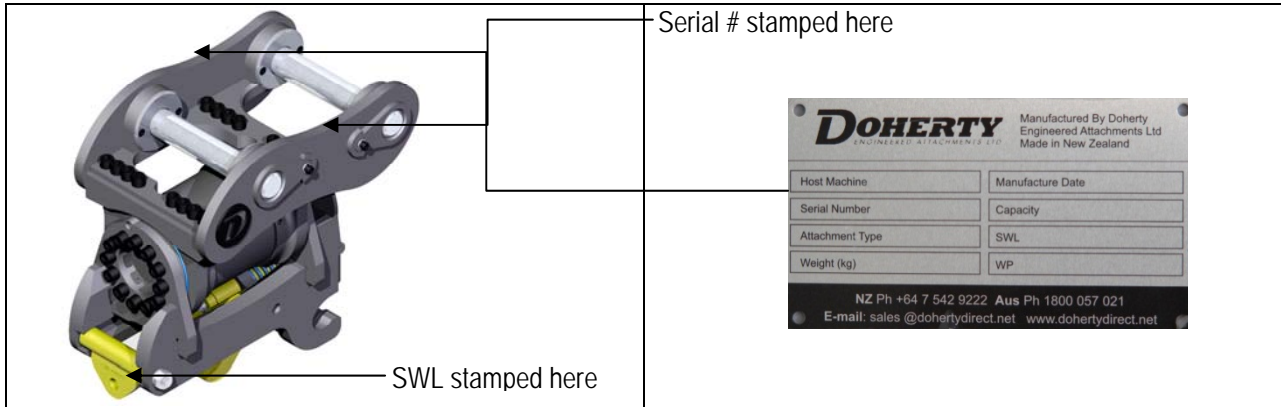 Serial # stamped here
DOHERTY
ENGINEERED ATTACHMENTS LTD
Manufactured By Doherty
Engineered Attachments Ltd
Made in New Zealand
Host Machine
Manufacture Date
Serial Number
Capacity
Attachment Type
SWL
Weight (kg)
WP
NZ Ph +64 7 542 9222 Aus Ph 1800 057 021
E-mail: sales @dohertydirect.net www.dohertydirect.net
SWL stamped here